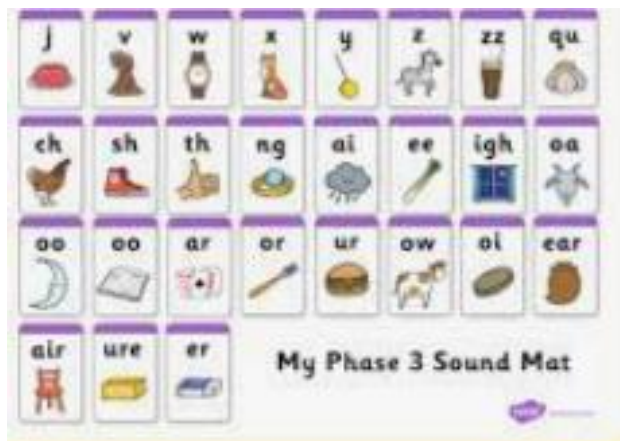 j v w x y z zz qu
ch sh th ng ai ee igh oa
oo oo ar or ur ow oi ear
air ure er
My Phase 3 Sound Mat